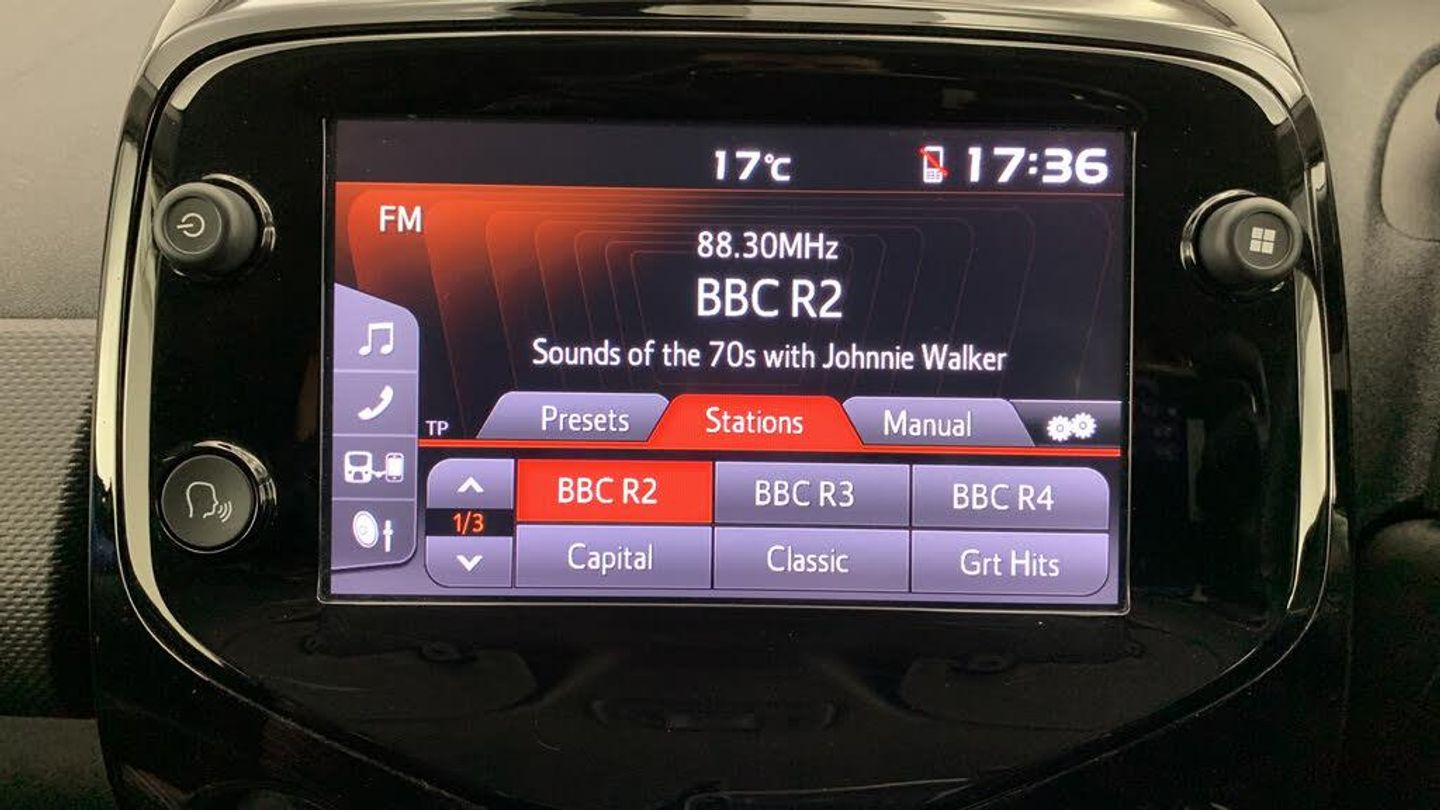 17°C 17:36
FM
88.30MHz
BBC R2
Sounds of the 70s with Johnnie Walker
TP Presets Stations Manual
1/3
BBC R2 BBC R3 BBC R4
Capital Classic Grt Hits